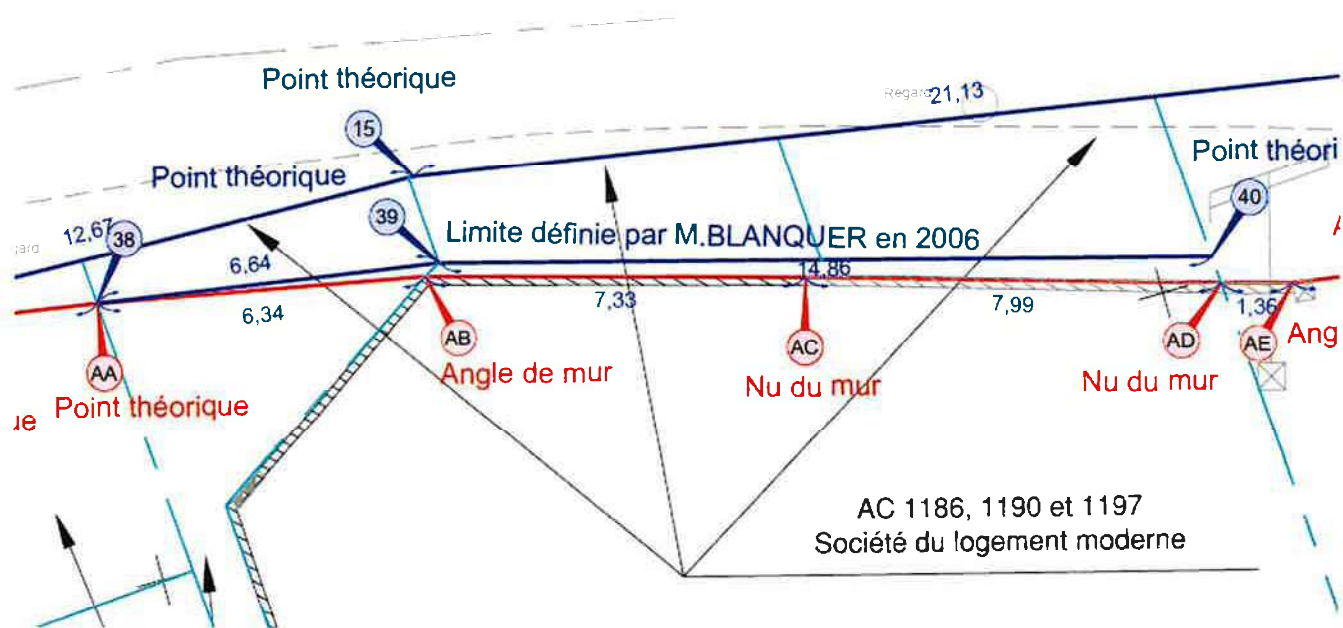 Point théorique
Regard
21,13
15
Point théorique
Point théori
12,67
38
39
40
Limite définie par M.BLANQUER en 2006
6,64
14,86
6,34
7,33
7,99
1,36
AA
AB
AC
AD
AE
Angle de mur
Nu du mur
Nu du mur
Ang
ue
Point théorique
AC 1186, 1190 et 1197
Société du logement moderne